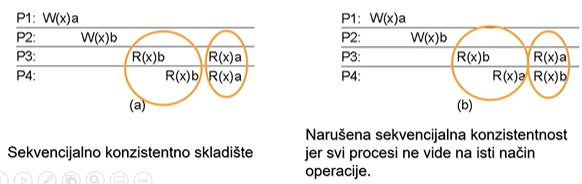 P1: W(x)a
P2: W(x)b
P3: R(x)b R(x)a
P4: R(x)b R(x)a
(a)
Sekvencijalno konzistentno skladište
P1: W(x)a
P2: W(x)b
P3: R(x)b R(x)a
P4: R(x)a R(x)b
(b)
Narušena sekvencijalna konzistentnost
jer svi procesi ne vide na isti način
operacije.